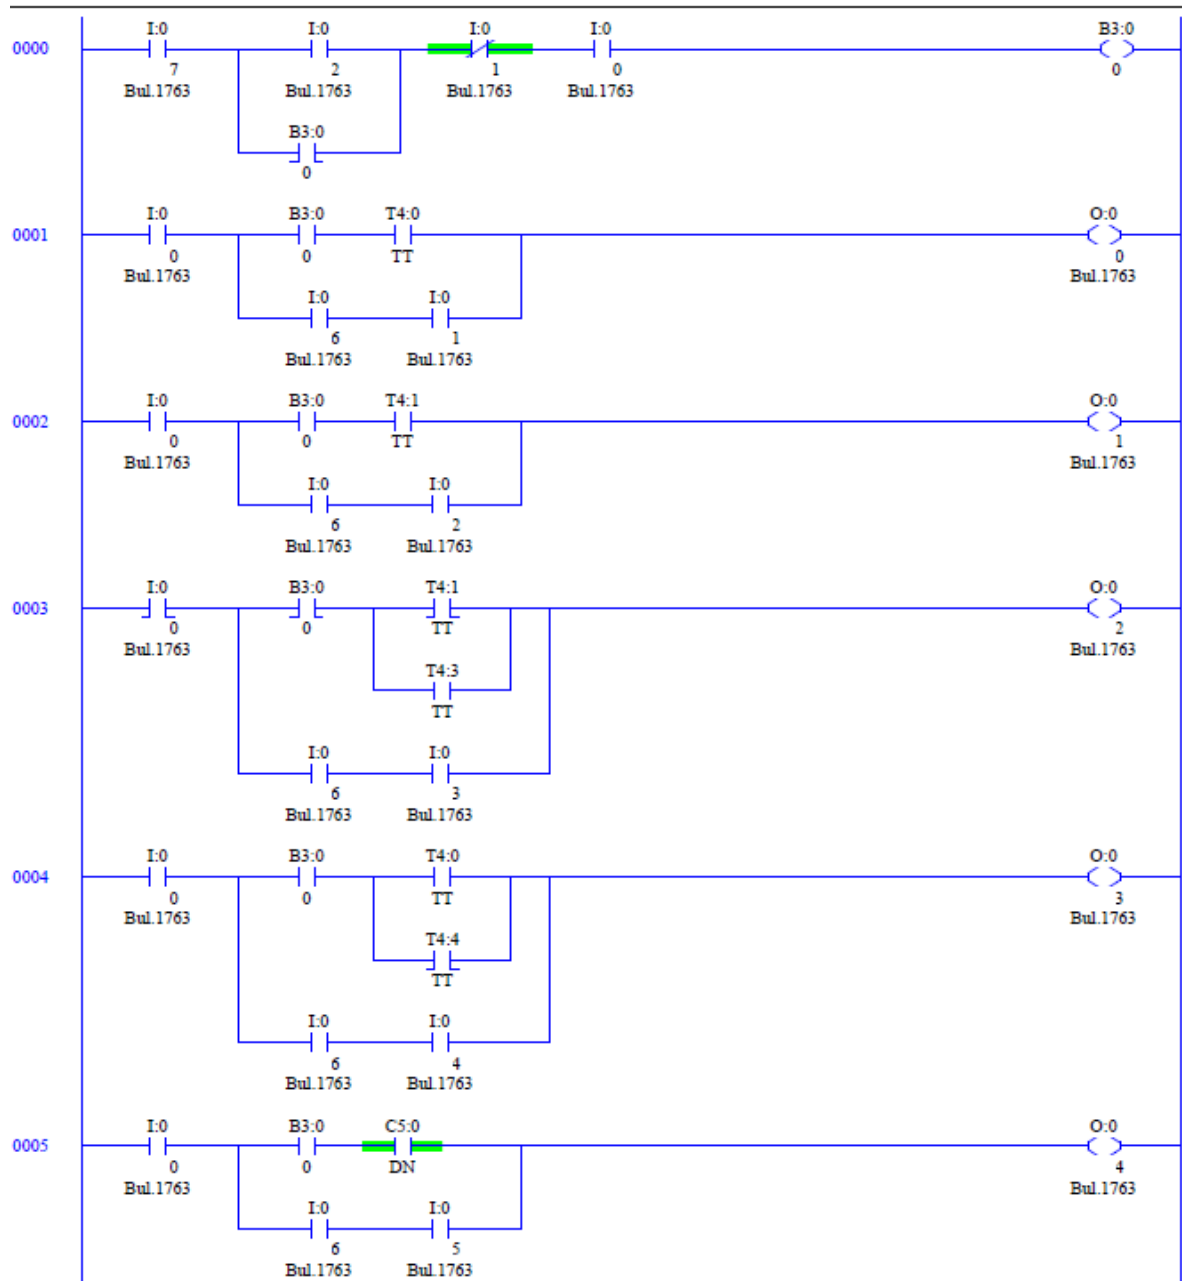 I:0 I:0 I:0 I:0 B3:0
0000
7 2 1 0 0
Bul.1763 Bul.1763 Bul.1763 Bul.1763
B3:0
0
I:0 B3:0 T4:0 O:0
0001
0 0 TT 0
Bul.1763 Bul.1763
I:0 I:0
6 1
Bul.1763 Bul.1763
I:0 B3:0 T4:1 O:0
0002
0 0 TT 1
Bul.1763 Bul.1763
I:0 I:0
6 2
Bul.1763 Bul.1763
I:0 B3:0 T4:1 O:0
0003
0 0 TT 2
Bul.1763 Bul.1763
T4:3
TT
I:0 I:0
6 3
Bul.1763 Bul.1763
I:0 B3:0 T4:0 O:0
0004
0 0 TT 3
Bul.1763 Bul.1763
T4:4
TT
I:0 I:0
6 4
Bul.1763 Bul.1763
I:0 B3:0 C5:0 O:0
0005
0 0 DN 4
Bul.1763 Bul.1763
I:0 I:0
6 5
Bul.1763 Bul.1763